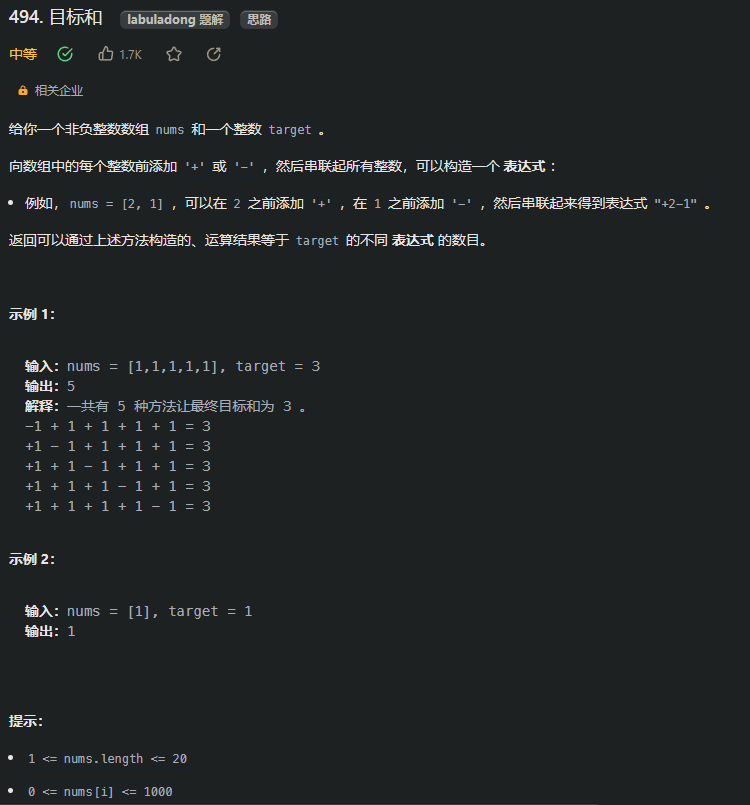 494. 目标和 labuladong 题解 思路
中等 1.7K
相关企业
给你一个非负整数数组 nums 和一个整数 target 。
向数组中的每个整数前添加 '+' 或 '-' ，然后串联起所有整数，可以构造一个 表达式 ：
• 例如，nums = [2, 1] ，可以在 2 之前添加 '+' ，在 1 之前添加 '-' ，然后串联起来得到表达式 "+2-1" 。
返回可以通过上述方法构造的、运算结果等于 target 的不同 表达式 的数目。
示例 1：
输入：nums = [1,1,1,1,1], target = 3
输出：5
解释：一共有 5 种方法让最终目标和为 3 。
-1 + 1 + 1 + 1 + 1 = 3
+1 - 1 + 1 + 1 + 1 = 3
+1 + 1 - 1 + 1 + 1 = 3
+1 + 1 + 1 - 1 + 1 = 3
+1 + 1 + 1 + 1 - 1 = 3
示例 2：
输入：nums = [1], target = 1
输出：1
提示：
• 1 <= nums.length <= 20
• 0 <= nums[i] <= 1000